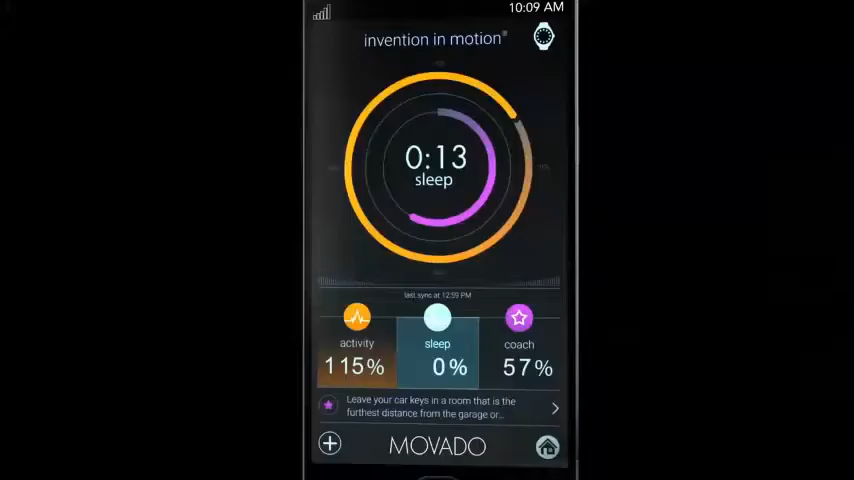 10:09 AM
invention in motion®
0:13
sleep
last sync at 12:59 PM
activity
sleep
coach
115%
0%
57%
Leave your car keys in a room that is the
furthest distance from the garage or...
MOVADO